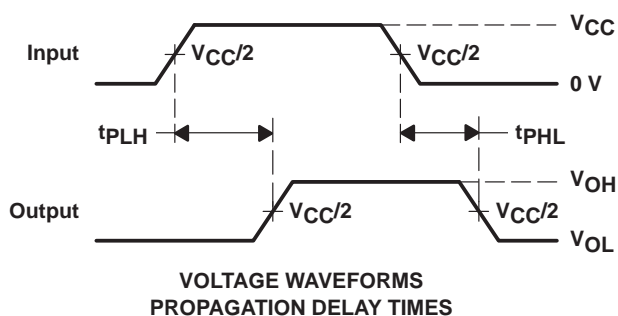 VCC
Input
VCC/2
VCC/2
0 V
tPLH
tPHL
VOH
Output
VCC/2
VCC/2
VOL
VOLTAGE WAVEFORMS
PROPAGATION DELAY TIMES